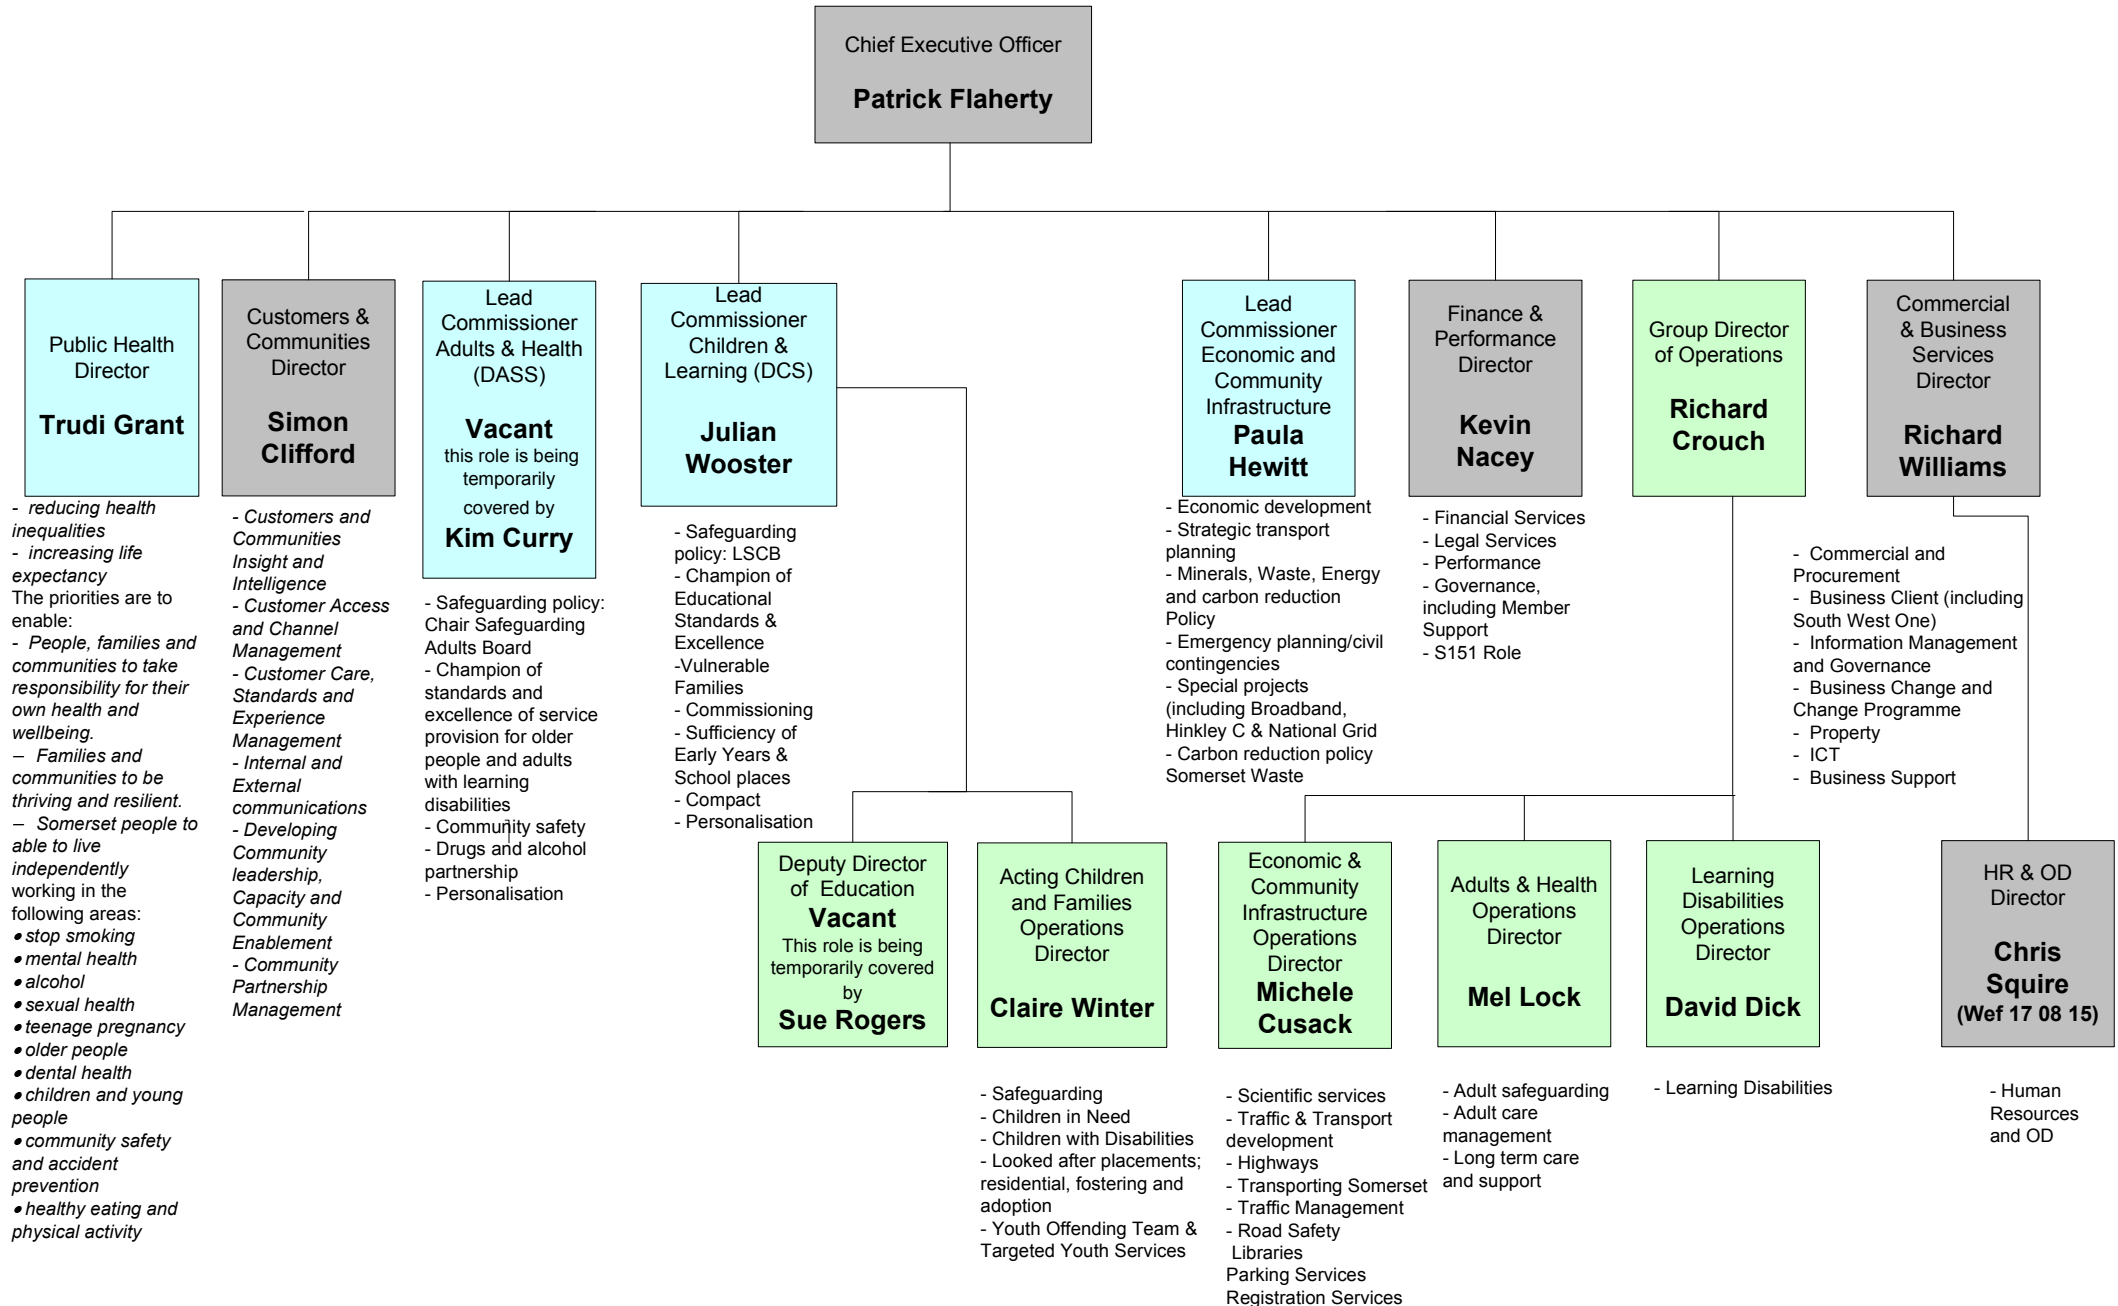 Chief Executive Officer
Patrick Flaherty
Public Health
Director
Trudi Grant
- reducing health
inequalities
- increasing life
expectancy
The priorities are to
enable:
- People, families and
communities to take
responsibility for their
own health and
wellbeing.
– Families and
communities to be
thriving and resilient.
– Somerset people to
able to live
independently
working in the
following areas:
• stop smoking
• mental health
• alcohol
• sexual health
• teenage pregnancy
• older people
• dental health
• children and young
people
• community safety
and accident
prevention
• healthy eating and
physical activity
Customers &
Communities
Director
Simon
Clifford
- Customers and
Communities
Insight and
Intelligence
- Customer Access
and Channel
Management
- Customer Care,
Standards and
Experience
Management
- Internal and
External
communications
- Developing
Community
leadership,
Capacity and
Community
Enablement
- Community
Partnership
Management
Lead
Commissioner
Adults & Health
(DASS)
Vacant
this role is being
temporarily
covered by
Kim Curry
- Safeguarding policy:
Chair Safeguarding
Adults Board
- Champion of
standards and
excellence of service
provision for older
people and adults
with learning
disabilities
- Community safety
- Drugs and alcohol
partnership
- Personalisation
Lead
Commissioner
Children &
Learning (DCS)
Julian
Wooster
- Safeguarding
policy: LSCB
- Champion of
Educational
Standards &
Excellence
-Vulnerable
Families
- Commissioning
- Sufficiency of
Early Years &
School places
- Compact
- Personalisation
Lead
Commissioner
Economic and
Community
Infrastructure
Paula
Hewitt
- Economic development
- Strategic transport
planning
- Minerals, Waste, Energy
and carbon reduction
Policy
- Emergency planning/civil
contingencies
- Special projects
(including Broadband,
Hinkley C & National Grid
- Carbon reduction policy
Somerset Waste
Finance &
Performance
Director
Kevin
Nacey
- Financial Services
- Legal Services
- Performance
- Governance,
including Member
Support
- S151 Role
Group Director
of Operations
Richard
Crouch
Commercial
& Business
Services
Director
Richard
Williams
- Commercial and
Procurement
- Business Client (including
South West One)
- Information Management
and Governance
- Business Change and
Change Programme
- Property
- ICT
- Business Support
Deputy Director
of Education
Vacant
This role is being
temporarily covered
by
Sue Rogers
Acting Children
and Families
Operations
Director
Claire Winter
- Safeguarding
- Children in Need
- Children with Disabilities
- Looked after placements;
residential, fostering and
adoption
- Youth Offending Team &
Targeted Youth Services
Economic &
Community
Infrastructure
Operations
Director
Michele
Cusack
- Scientific services
- Traffic & Transport
development
- Highways
- Transporting Somerset
- Traffic Management
- Road Safety
Libraries
Parking Services
Registration Services
Adults & Health
Operations
Director
Mel Lock
- Adult safeguarding
- Adult care
management
- Long term care
and support
Learning
Disabilities
Operations
Director
David Dick
- Learning Disabilities
HR & OD
Director
Chris
Squire
(Wef 17 08 15)
- Human
Resources
and OD